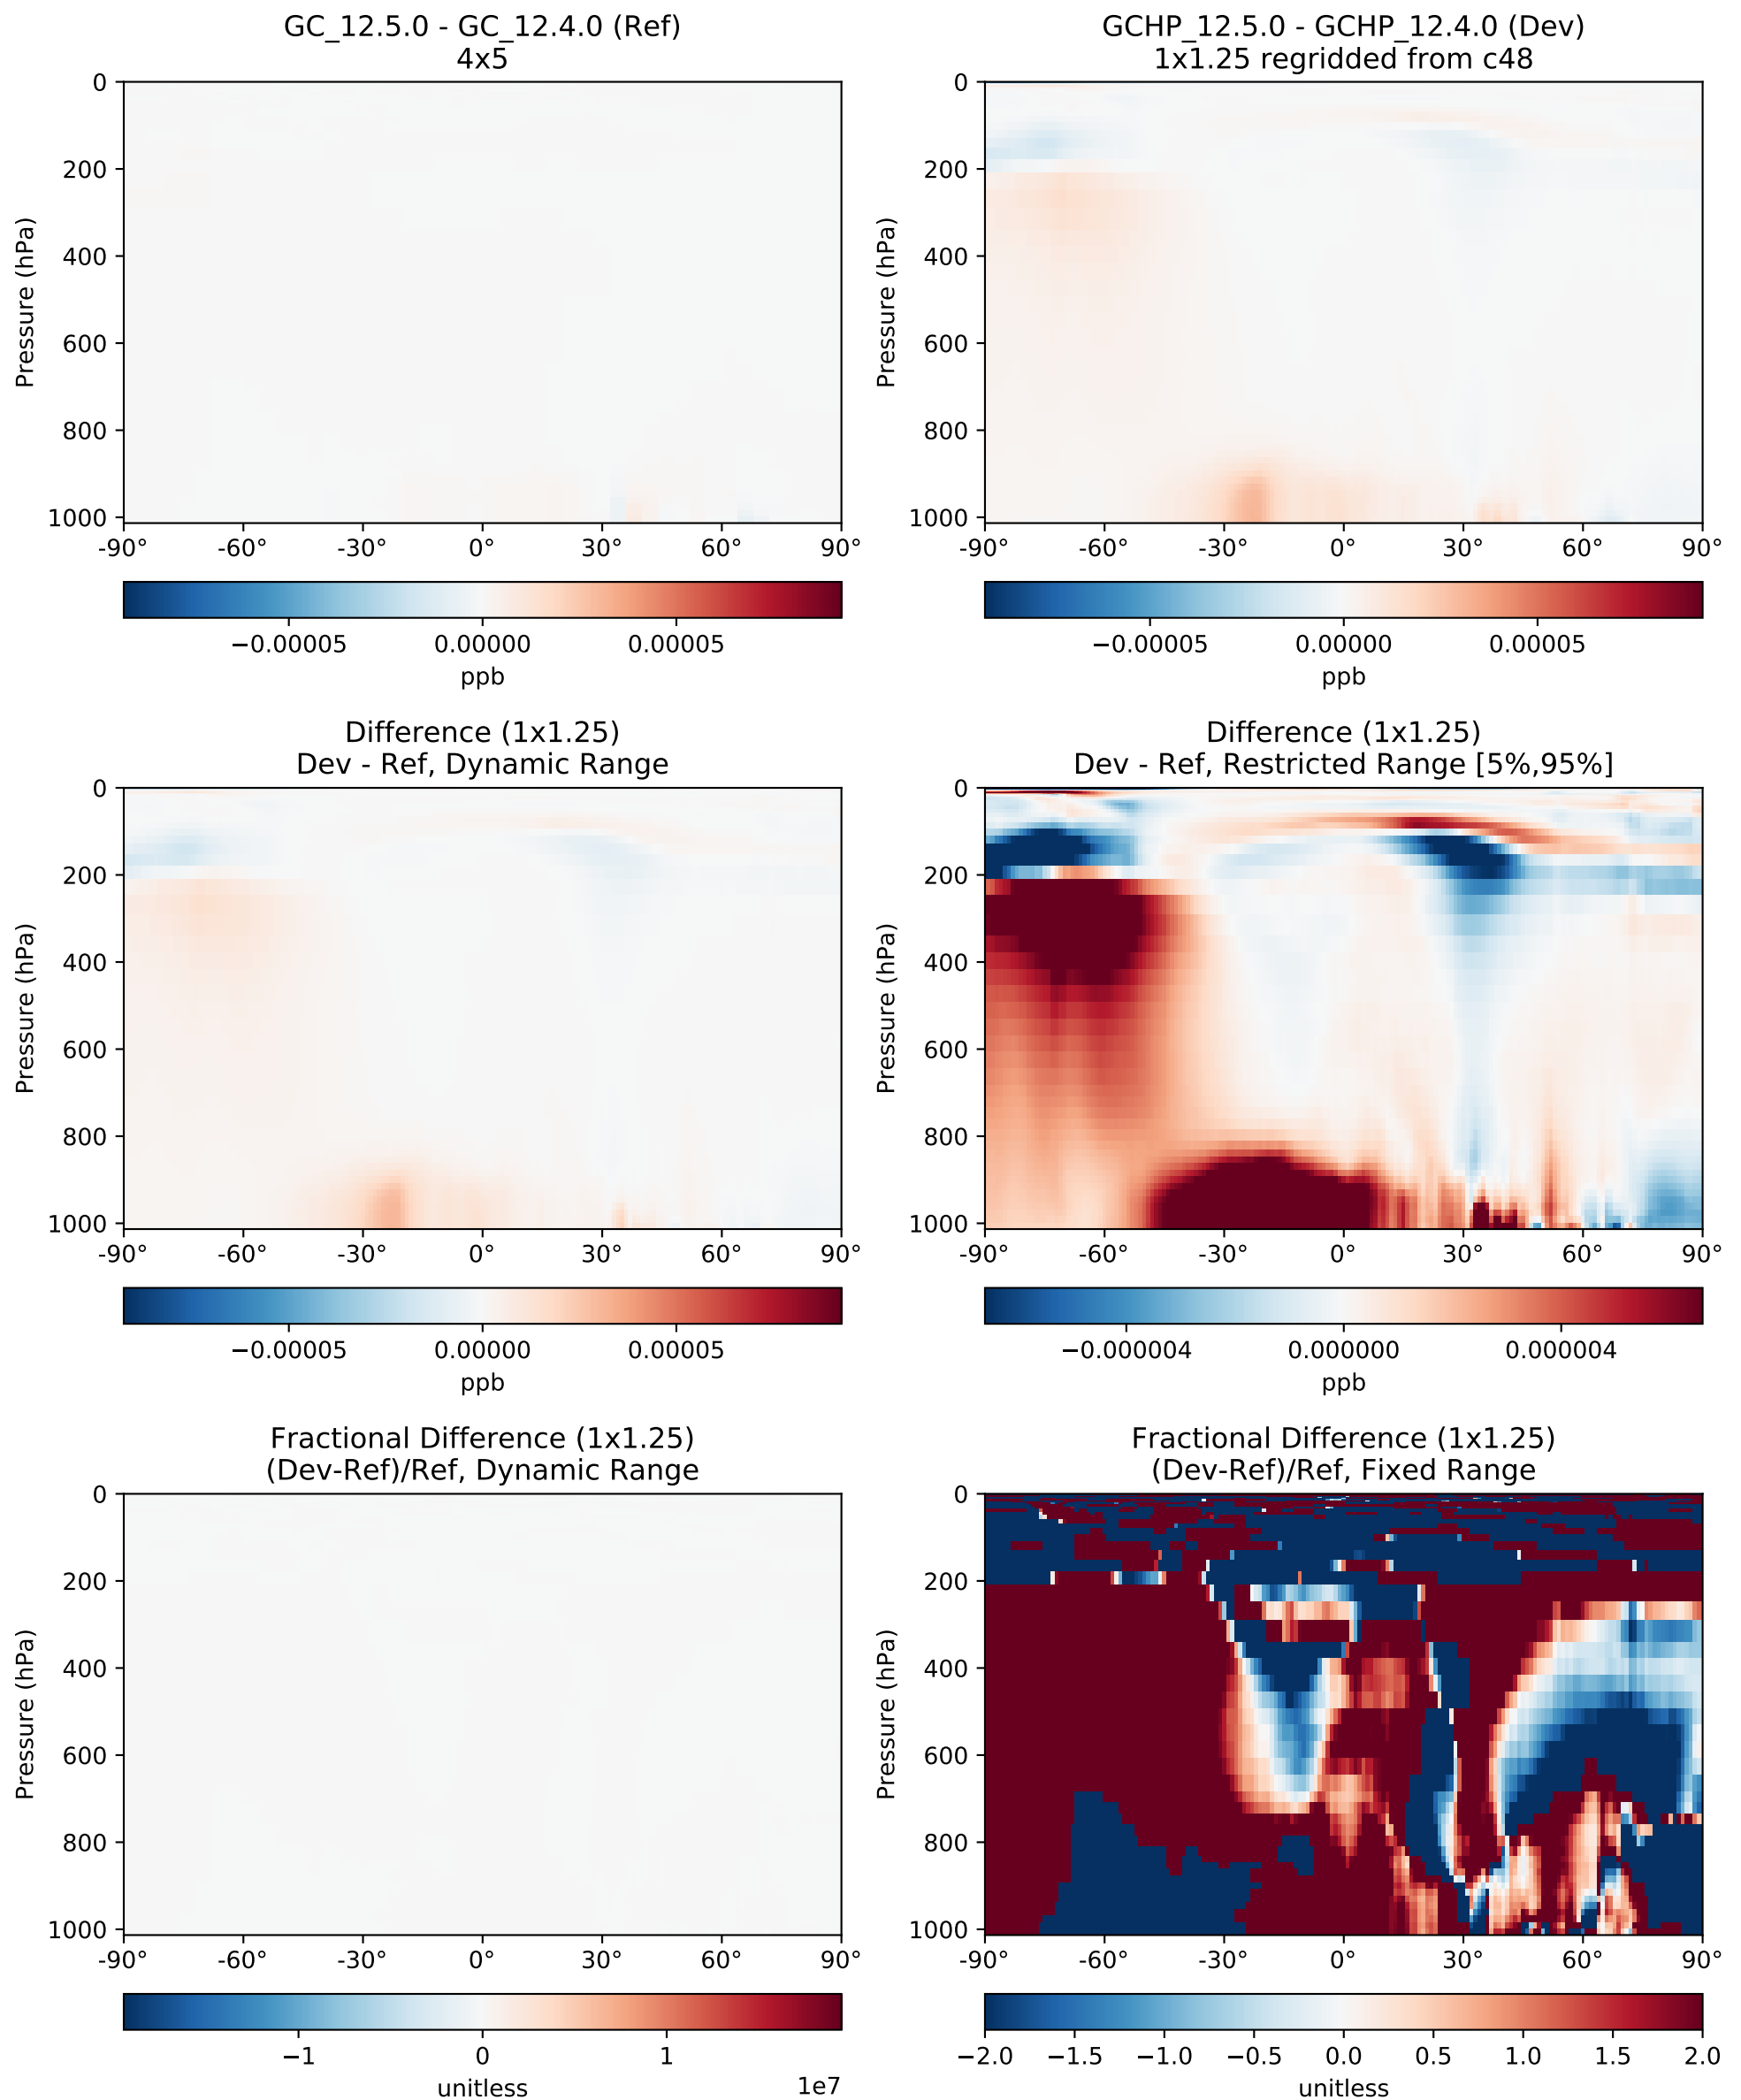 GC_12.5.0 - GC_12.4.0 (Ref)
4x5
0
200
400
600
800
1000
Pressure (hPa)
-90° -60° -30° 0° 30° 60° 90°
−0.00005 0.00000 0.00005
ppb
GCHP_12.5.0 - GCHP_12.4.0 (Dev)
1x1.25 regridded from c48
0
200
400
600
800
1000
Pressure (hPa)
-90° -60° -30° 0° 30° 60° 90°
−0.00005 0.00000 0.00005
ppb
Difference (1x1.25)
Dev - Ref, Dynamic Range
0
200
400
600
800
1000
Pressure (hPa)
-90° -60° -30° 0° 30° 60° 90°
−0.00005 0.00000 0.00005
ppb
Difference (1x1.25)
Dev - Ref, Restricted Range [5%,95%]
0
200
400
600
800
1000
Pressure (hPa)
-90° -60° -30° 0° 30° 60° 90°
−0.000004 0.000000 0.000004
ppb
Fractional Difference (1x1.25)
(Dev-Ref)/Ref, Dynamic Range
0
200
400
600
800
1000
Pressure (hPa)
-90° -60° -30° 0° 30° 60° 90°
−1 0 1
unitless 1e7
Fractional Difference (1x1.25)
(Dev-Ref)/Ref, Fixed Range
0
200
400
600
800
1000
Pressure (hPa)
-90° -60° -30° 0° 30° 60° 90°
−2.0 −1.5 −1.0 −0.5 0.0 0.5 1.0 1.5 2.0
unitless